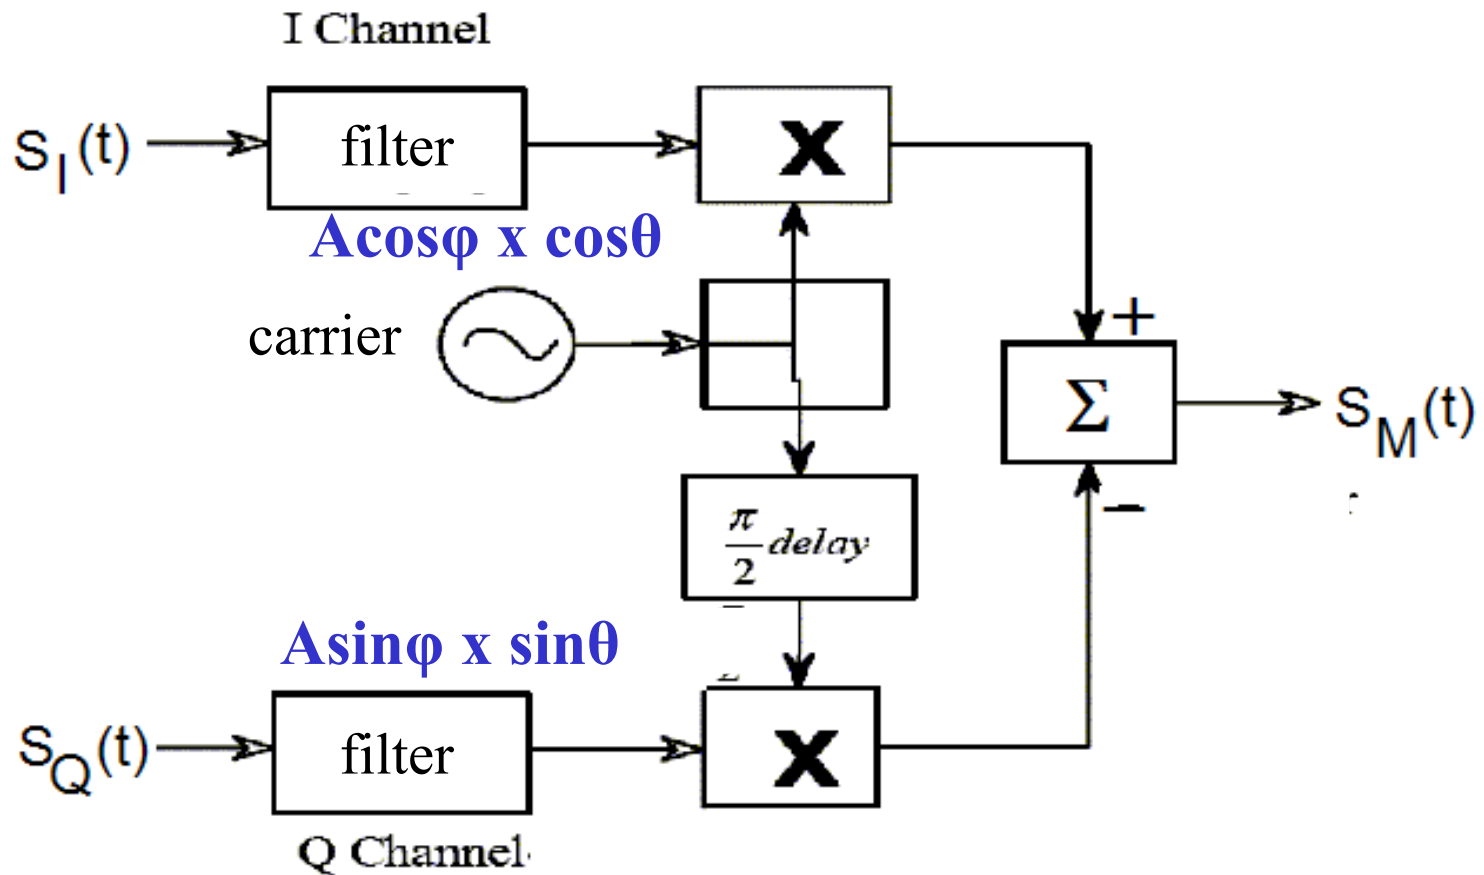 I Channel
S_I(t)
filter
X
Acosφ x cosθ
carrier
+
Σ
S_M(t)
−
π/2 delay
Asinφ x sinθ
S_Q(t)
filter
X
Q Channel